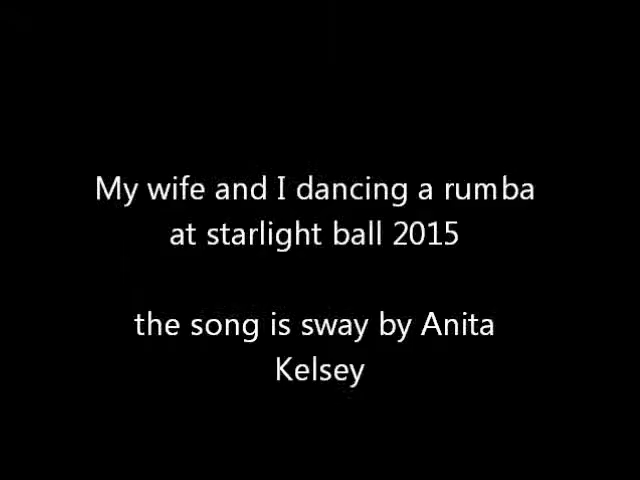 My wife and I dancing a rumba
at starlight ball 2015
the song is sway by Anita
Kelsey